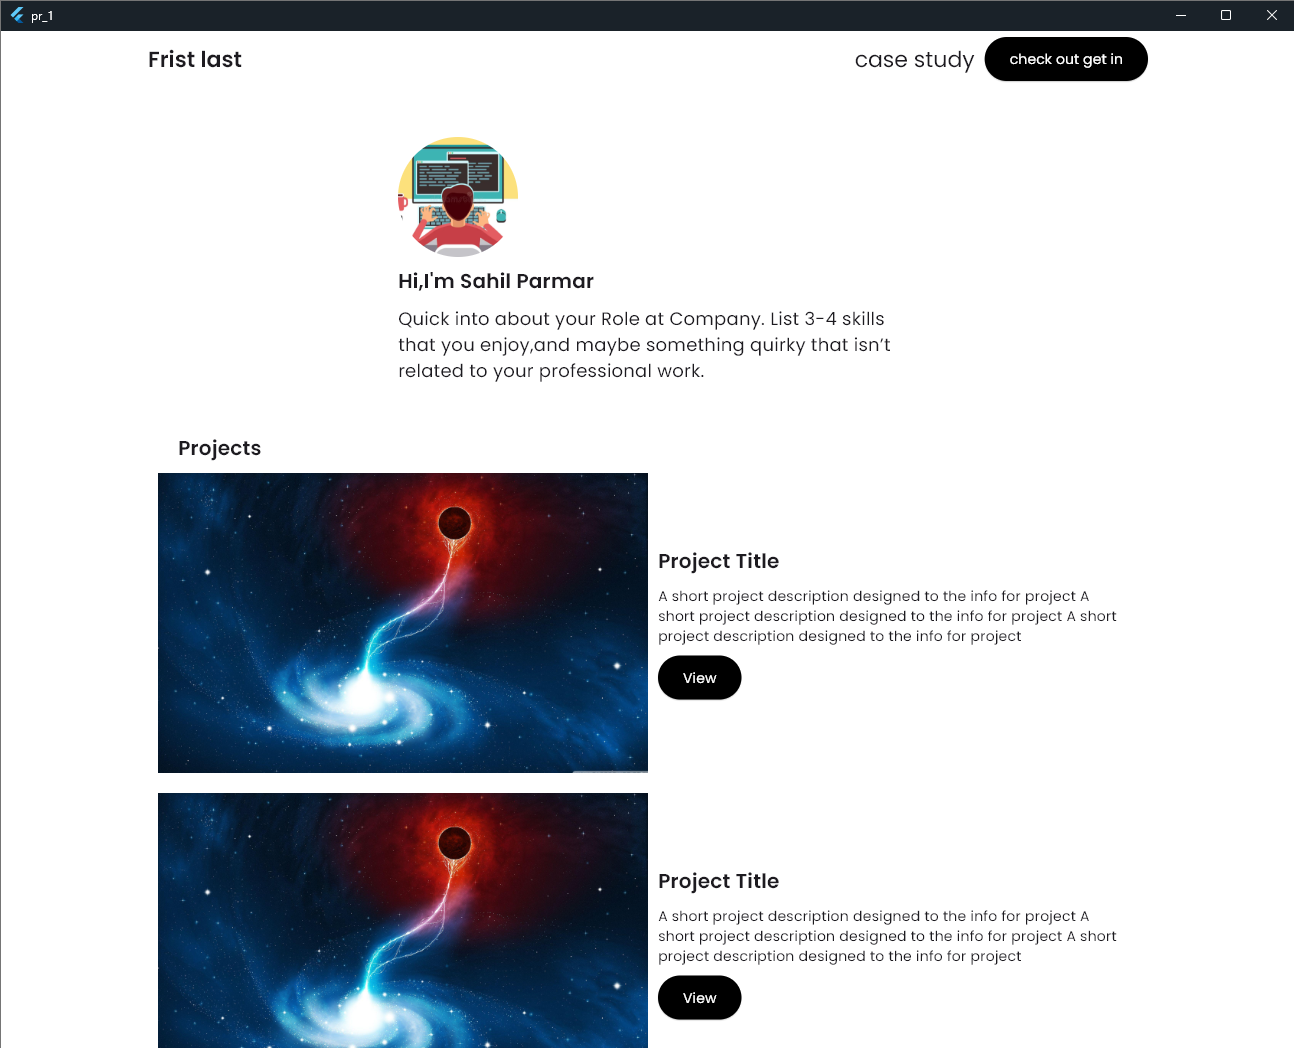 pr_1
Frist last
case study
check out get in
Hi,I'm Sahil Parmar
Quick into about your Role at Company. List 3-4 skills
that you enjoy,and maybe something quirky that isn’t
related to your professional work.
Projects
Project Title
A short project description designed to the info for project A
short project description designed to the info for project A short
project description designed to the info for project
View
Project Title
A short project description designed to the info for project A
short project description designed to the info for project A short
project description designed to the info for project
View